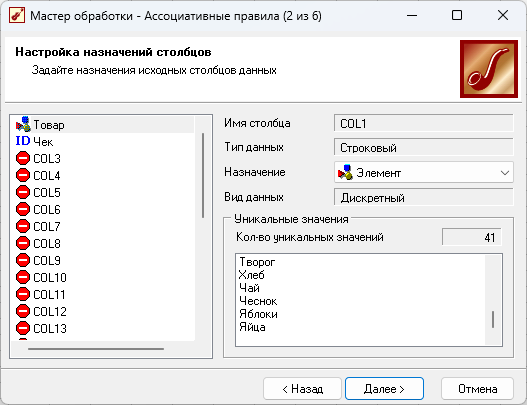 Мастер обработки - Ассоциативные правила (2 из 6)
Настройка назначений столбцов
Задайте назначения исходных столбцов данных
Товар
ID Чек
COL3
COL4
COL5
COL6
COL7
COL8
COL9
COL10
COL11
COL12
COL13
Имя столбца COL1
Тип данных Строковый
Назначение Элемент
Вид данных Дискретный
Уникальные значения
Кол-во уникальных значений 41
Творог
Хлеб
Чай
Чеснок
Яблоки
Яйца
< Назад
Далее >
Отмена